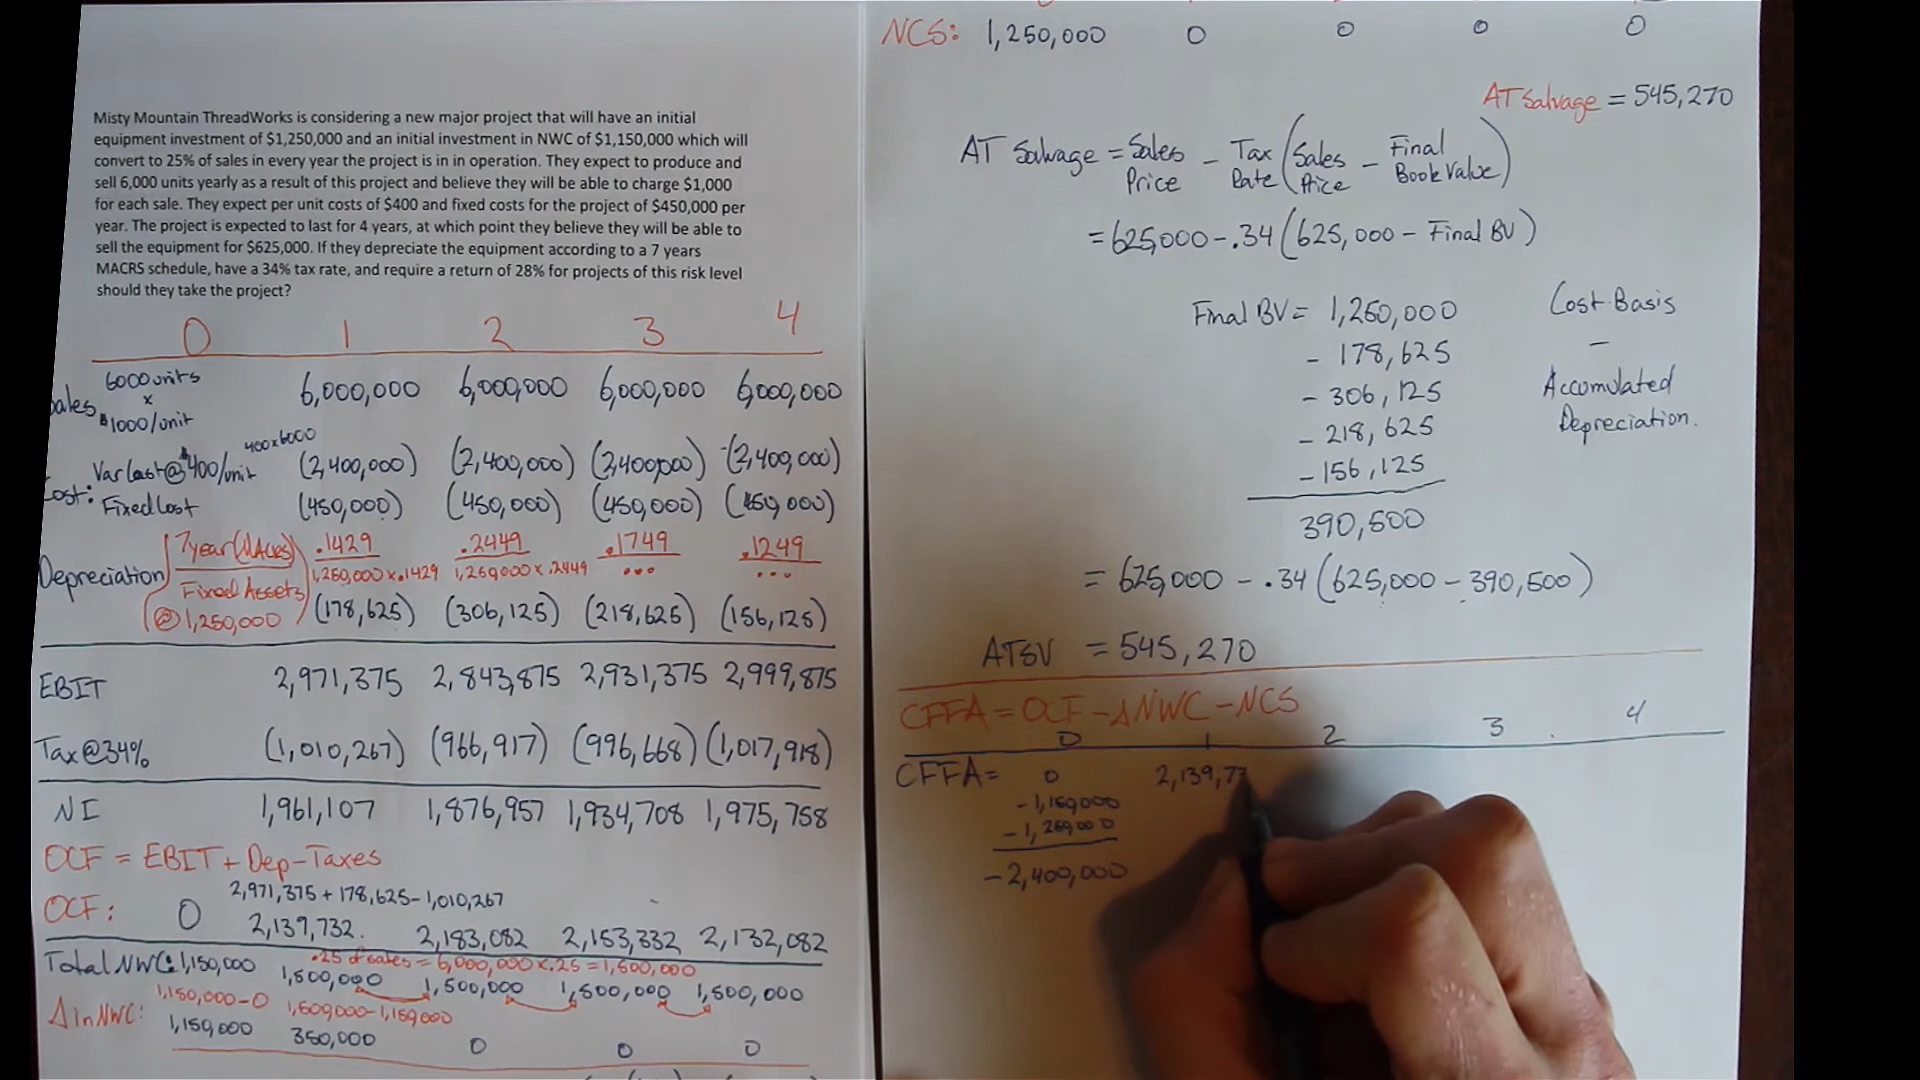 Misty Mountain ThreadWorks is considering a new major project that will have an initial
equipment investment of $1,250,000 and an initial investment in NWC of $1,150,000 which will
convert to 25% of sales in every year the project is in in operation. They expect to produce and
sell 6,000 units yearly as a result of this project and believe they will be able to charge $1,000
for each sale. They expect per unit costs of $400 and fixed costs for the project of $450,000 per
year. The project is expected to last for 4 years, at which point they believe they will be able to
sell the equipment for $625,000. If they depreciate the equipment according to a 7 years
MACRS schedule, have a 34% tax rate, and require a return of 28% for projects of this risk level
should they take the project?
0 1 2 3 4
6000 units
x
$1000/unit
6,000,000 6,000,000 6,000,000 6,000,000
400x6000
Var Cost@$400/unit (2,400,000) (2,400,000) (2,400,000) (2,400,000)
Fixed Cost (450,000) (450,000) (450,000) (450,000)
7year (MACRS) .1429 .2449 .1749 .1249
Depreciation 1,250,000x.1429 1,250,000x.2449 ... ...
Fixed Assets
@1,250,000 (178,625) (306,125) (218,625) (156,125)
EBIT 2,971,375 2,843,875 2,931,375 2,999,875
Tax@34% (1,010,267) (966,917) (996,668) (1,017,918)
NI 1,961,107 1,876,957 1,934,708 1,975,758
OCF = EBIT + Dep - Taxes
2,971,375 + 178,625 - 1,010,267
OCF: 0 2,139,732. 2,183,082 2,153,332 2,132,082
.25 of sales = 6,000,000 x .25 = 1,500,000
Total NWC: 1,150,000 1,500,000 1,500,000 1,500,000 1,500,000
1,150,000-0 1,500,000-1,150,000
Δ in NWC:
1,150,000 350,000 0 0 0
NCS: 1,250,000 0 0 0 0
AT Salvage = 545,270
AT Salvage = Sales Price - Tax Rate (Sales Price - Final Book Value)
= 625,000 - .34 (625,000 - Final BV)
Final BV = 1,250,000 Cost Basis
- 178,625 -
- 306,125 Accumulated
- 218,625 Depreciation.
- 156,125
390,500
= 625,000 - .34 (625,000 - 390,500)
ATSV = 545,270
CFFA = OCF - ΔNWC - NCS
0 1 2 3 4
CFFA = 0 2,139,73
- 1,150,000
- 1,250,000
- 2,400,000